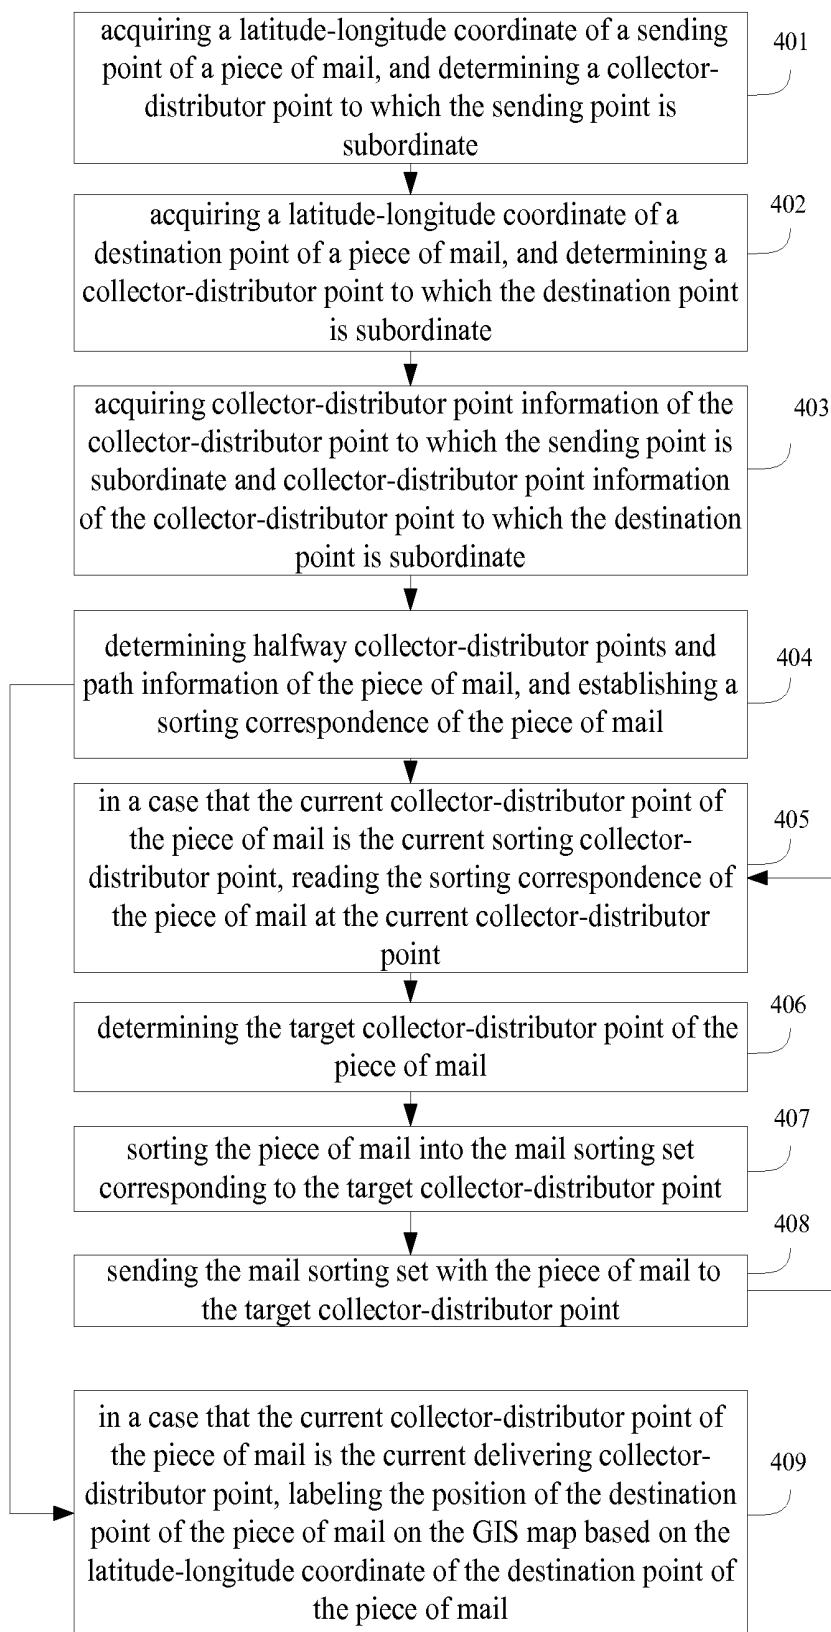 acquiring a latitude-longitude coordinate of a sending
point of a piece of mail, and determining a collector-
distributor point to which the sending point is
subordinate
401
acquiring a latitude-longitude coordinate of a
destination point of a piece of mail, and determining a
collector-distributor point to which the destination point
is subordinate
402
acquiring collector-distributor point information of the
collector-distributor point to which the sending point is
subordinate and collector-distributor point information
of the collector-distributor point to which the destination
point is subordinate
403
determining halfway collector-distributor points and
path information of the piece of mail, and establishing a
sorting correspondence of the piece of mail
404
in a case that the current collector-distributor point of
the piece of mail is the current sorting collector-
distributor point, reading the sorting correspondence of
the piece of mail at the current collector-distributor
point
405
determining the target collector-distributor point of the
piece of mail
406
sorting the piece of mail into the mail sorting set
corresponding to the target collector-distributor point
407
sending the mail sorting set with the piece of mail to
the target collector-distributor point
408
in a case that the current collector-distributor point of
the piece of mail is the current delivering collector-
distributor point, labeling the position of the destination
point of the piece of mail on the GIS map based on the
latitude-longitude coordinate of the destination point of
the piece of mail
409